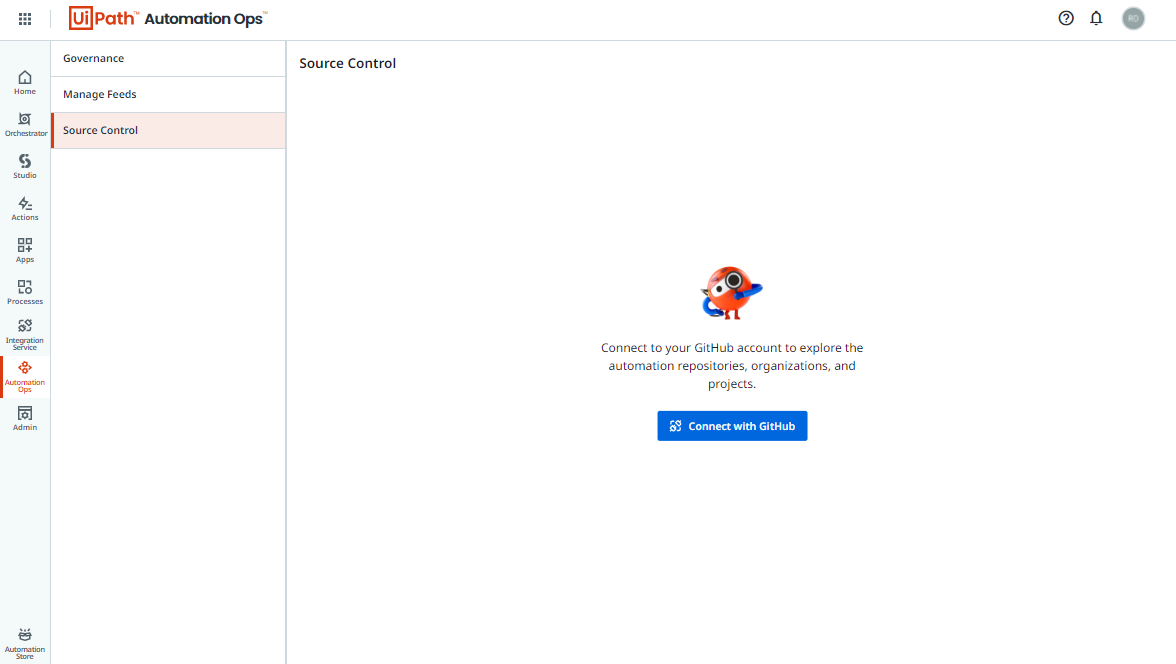 UiPath™ Automation Ops™
Home
Orchestrator
Studio
Actions
Apps
Processes
Integration
Service
Automation
Ops
Admin
Automation
Store
Governance
Manage Feeds
Source Control
Source Control
Connect to your GitHub account to explore the
automation repositories, organizations, and
projects.
Connect with GitHub